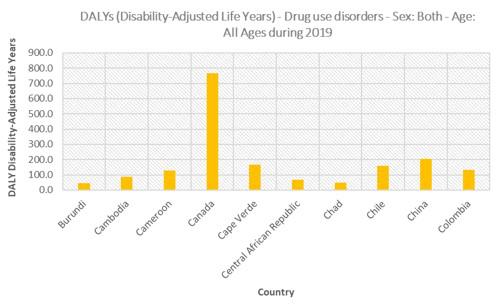 DALYs (Disability-Adjusted Life Years) - Drug use disorders - Sex: Both - Age:
All Ages during 2019
DALY Disability-Adjusted Life Years
900.0
800.0
700.0
600.0
500.0
400.0
300.0
200.0
100.0
0.0
Burundi
Cambodia
Cameroon
Canada
Cape Verde
Central African Republic
Chad
Chile
China
Colombia
Country